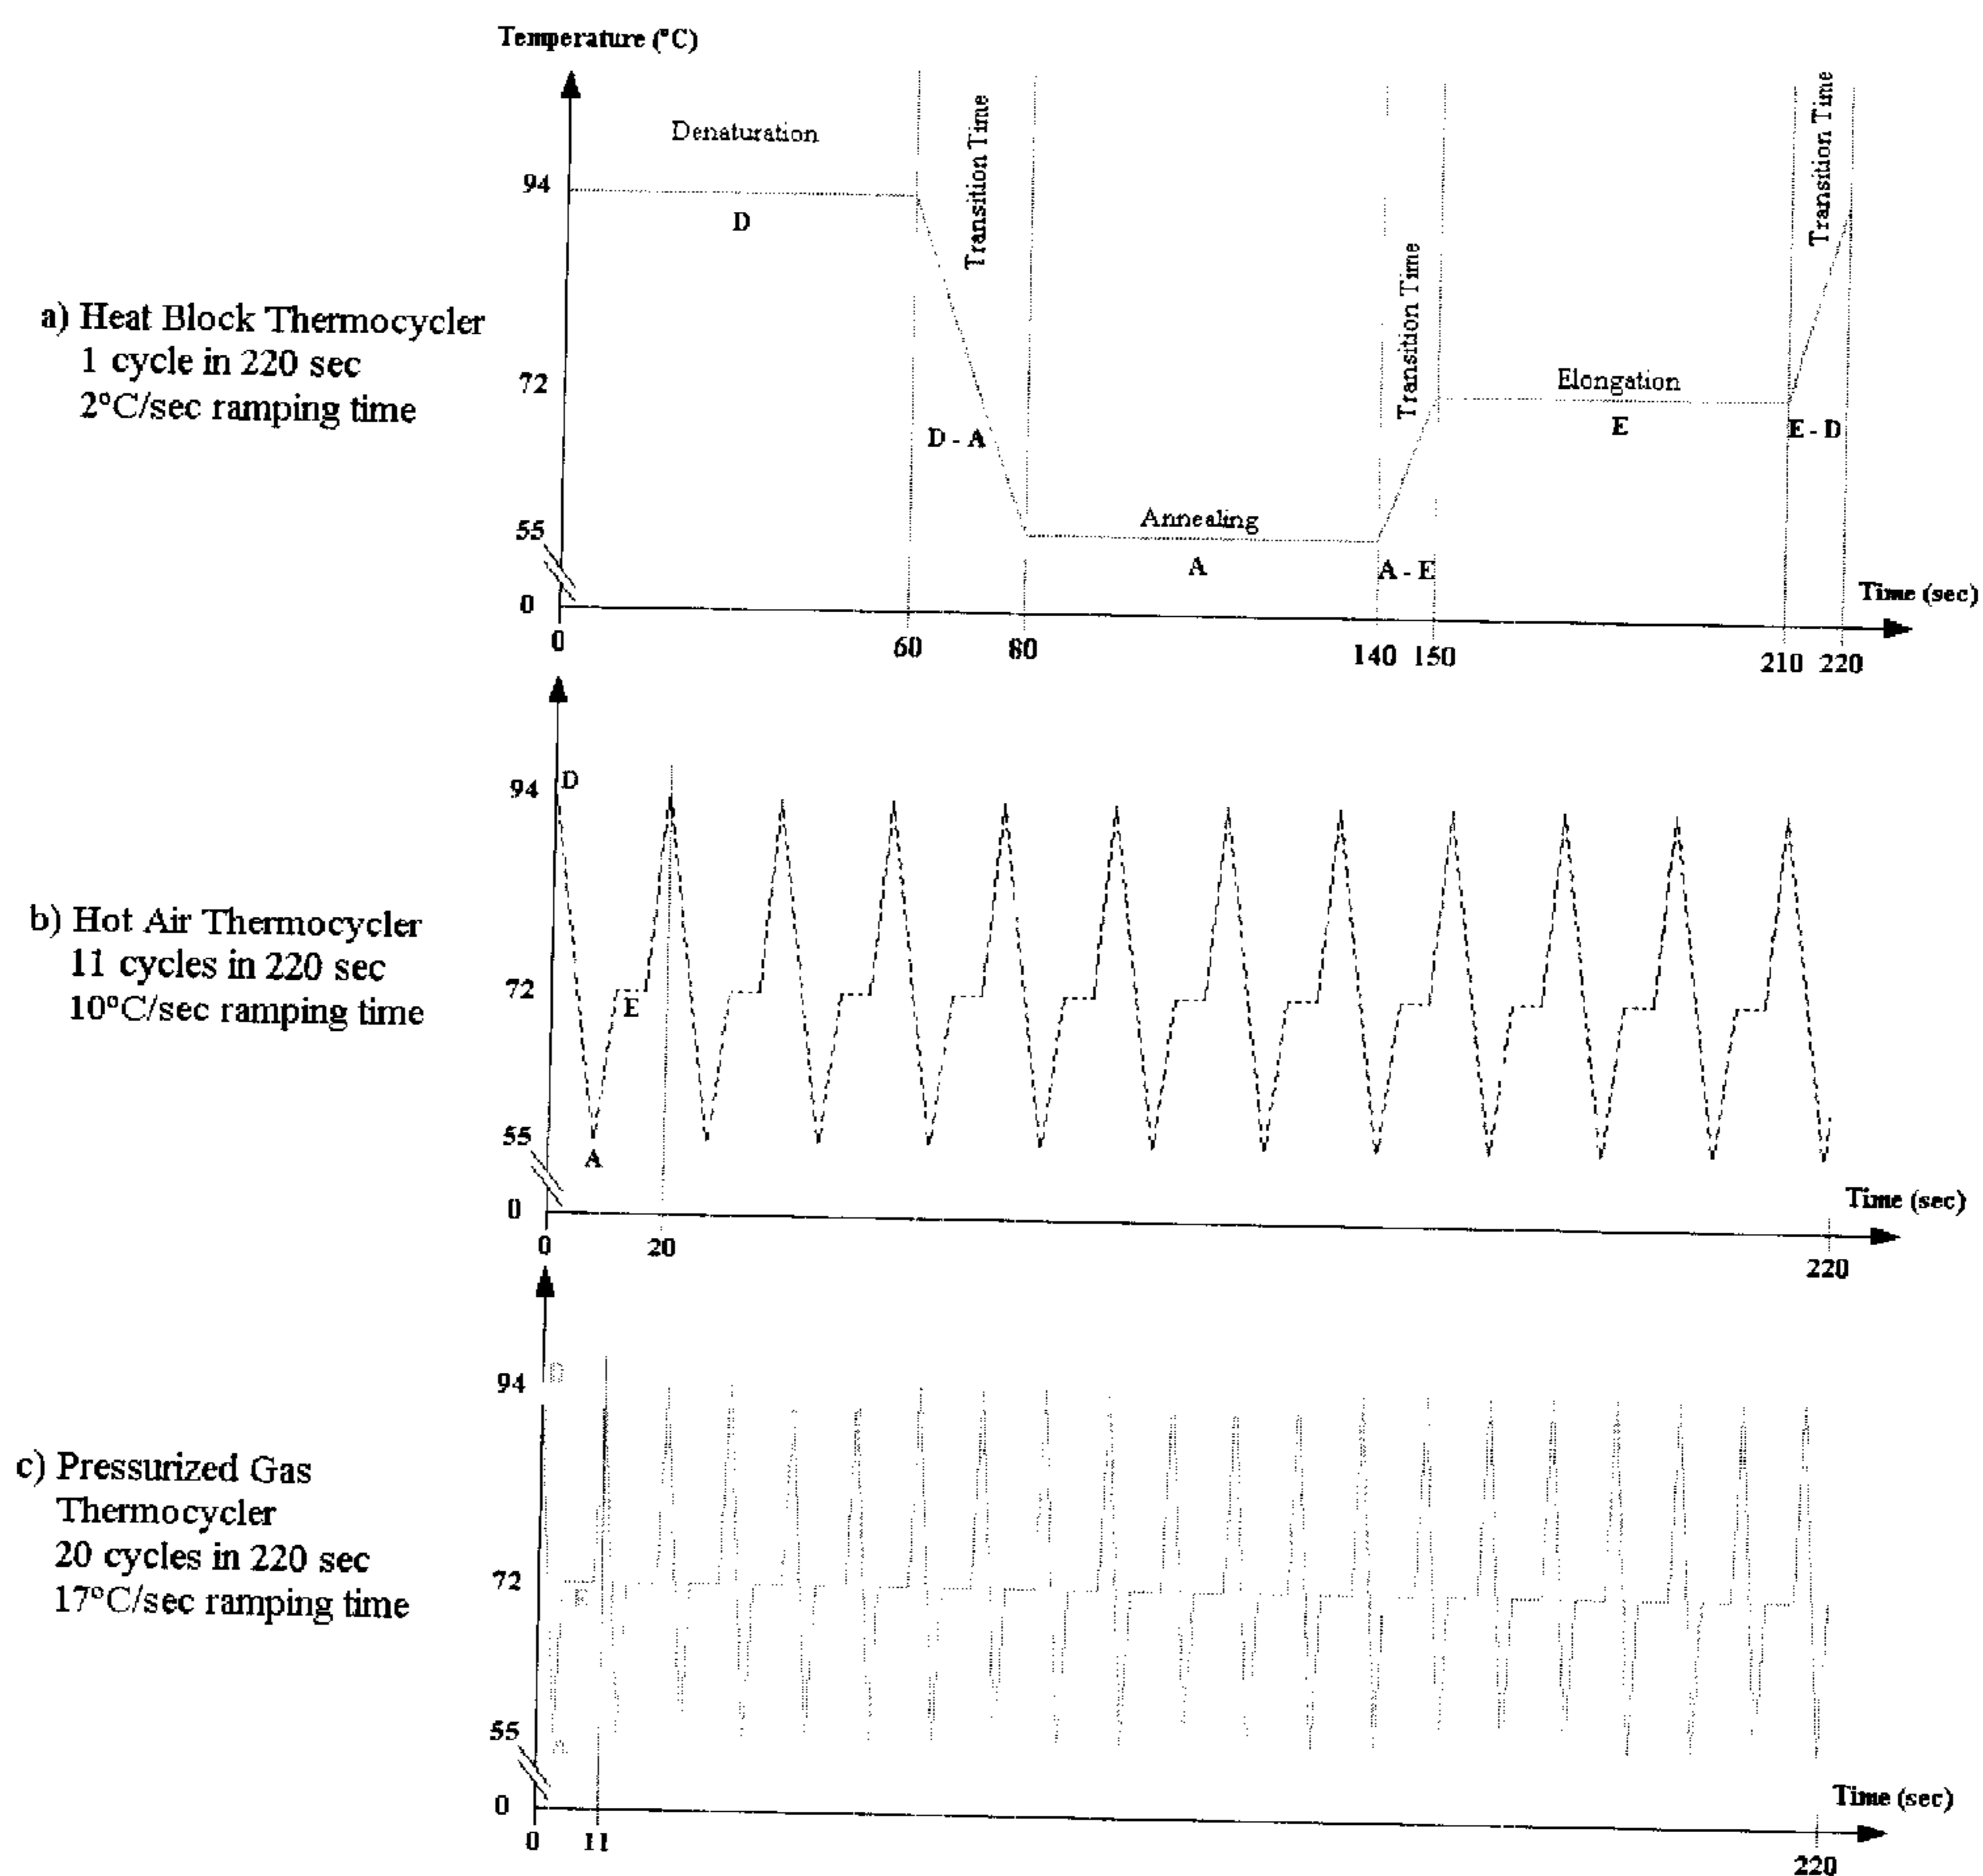 Temperature (°C)
Denaturation
Transition Time
94
D
Transition Time
Transition Time
a) Heat Block Thermocycler
1 cycle in 220 sec
2°C/sec ramping time
72
Elongation
D - A
E
E - D
55
Annealing
A
A - E
0
Time (sec)
0
60
80
140
150
210
220
94
D
b) Hot Air Thermocycler
11 cycles in 220 sec
10°C/sec ramping time
72
E
55
A
0
Time (sec)
0
20
220
94
D
c) Pressurized Gas
Thermocycler
20 cycles in 220 sec
17°C/sec ramping time
72
E
55
A
0
Time (sec)
0
11
220